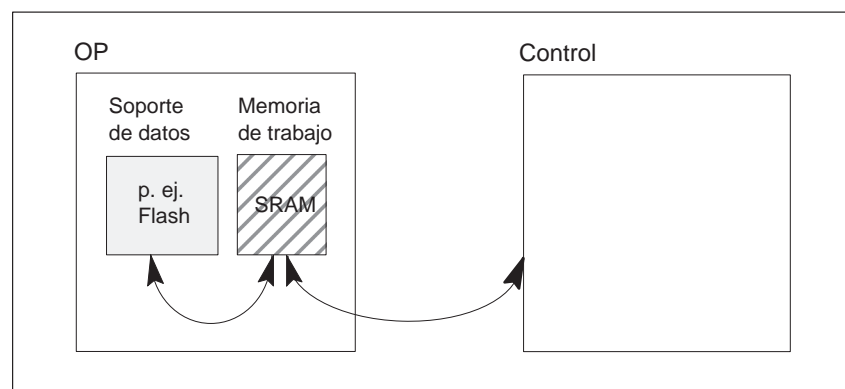 OP
Control
Soporte
de datos
Memoria
de trabajo
p. ej.
Flash
SRAM